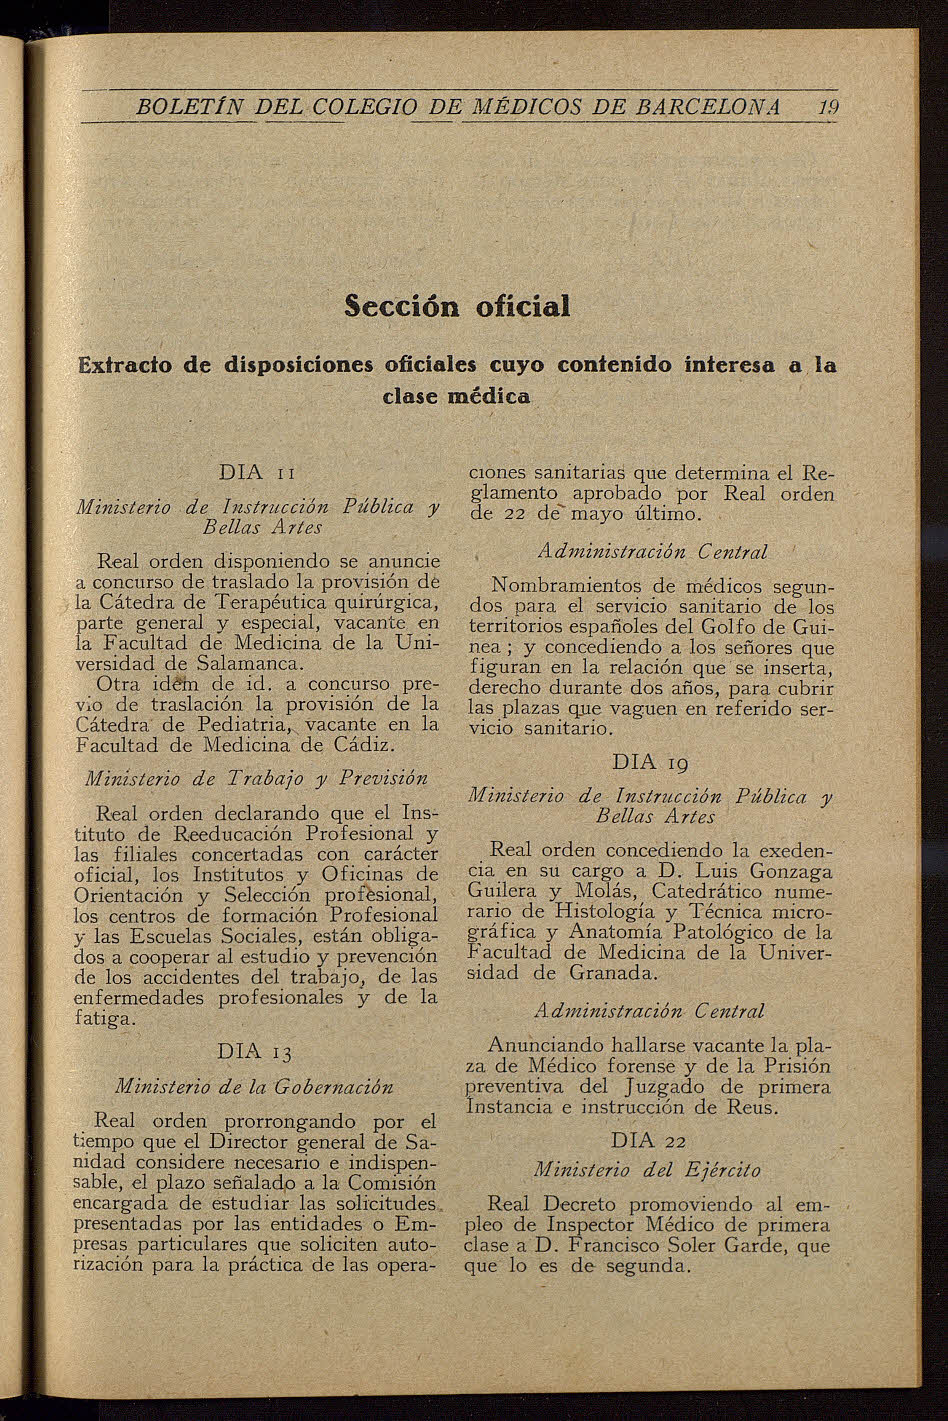 BOLETÍN DEL COLEGIO DE MÉDICOS DE BARCELONA 19
Sección oficial
Extracto de disposiciones oficiales cuyo contenido interesa a la
clase médica
DIA 11
Ministerio de Instrucción Pública y
Bellas Artes
Real orden disponiendo se anuncie
a concurso de traslado la provisión de
la Cátedra de Terapéutica quirúrgica,
parte general y especial, vacante en
la Facultad de Medicina de la Uni-
versidad de Salamanca.
Otra idem de id. a concurso pre-
vio de traslación la provisión de la
Cátedra de Pediatria, vacante en la
Facultad de Medicina de Cádiz.
Ministerio de Trabajo y Previsión
Real orden declarando que el Ins-
tituto de Reeducación Profesional y
las filiales concertadas con carácter
oficial, los Institutos y Oficinas de
Orientación y Selección profesional,
los centros de formación Profesional
y las Escuelas Sociales, están obliga-
dos a cooperar al estudio y prevención
de los accidentes del trabajo, de las
enfermedades profesionales y de la
fatiga.
DIA 13
Ministerio de la Gobernación
Real orden prorrongando por el
tiempo que el Director general de Sa-
nidad considere necesario e indispen-
sable, el plazo señalado a la Comisión
encargada de estudiar las solicitudes
presentadas por las entidades o Em-
presas particulares que soliciten auto-
rización para la práctica de las opera-
ciones sanitarias que determina el Re-
glamento aprobado por Real orden
de 22 de mayo último.
Administración Central
Nombramientos de médicos segun-
dos para el servicio sanitario de los
territorios españoles del Golfo de Gui-
nea ; y concediendo a los señores que
figuran en la relación que se inserta,
derecho durante dos años, para cubrir
las plazas que vaguen en referido ser-
vicio sanitario.
DIA 19
Ministerio de Instrucción Pública y
Bellas Artes
Real orden concediendo la exeden-
cia en su cargo a D. Luis Gonzaga
Guilera y Molás, Catedrático nume-
rario de Histología y Técnica micro-
gráfica y Anatomía Patológico de la
Facultad de Medicina de la Univer-
sidad de Granada.
Administración Central
Anunciando hallarse vacante la pla-
za de Médico forense y de la Prisión
preventiva del Juzgado de primera
Instancia e instrucción de Reus.
DIA 22
Ministerio del Ejército
Real Decreto promoviendo al em-
pleo de Inspector Médico de primera
clase a D. Francisco Soler Garde, que
que lo es de segunda.